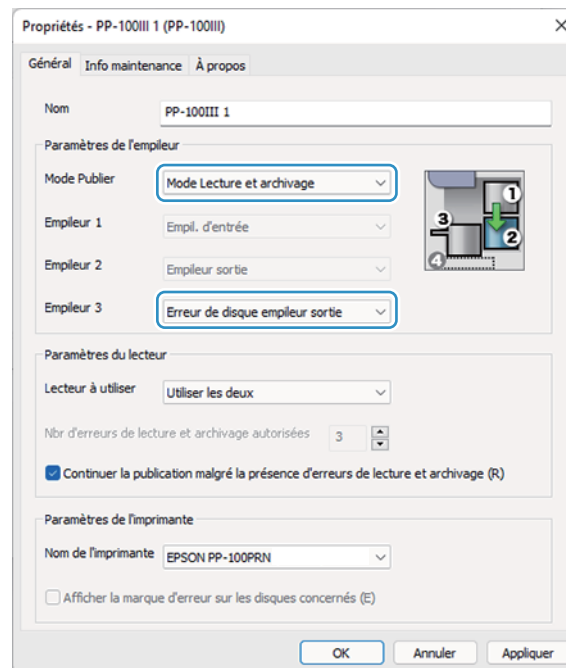 Propriétés - PP-100III 1 (PP-100III)
Général Info maintenance À propos
Nom PP-100III 1
Paramètres de l'empileur
Mode Publier Mode Lecture et archivage
Empileur 1 Empil. d'entrée
Empileur 2 Empileur sortie
Empileur 3 Erreur de disque empileur sortie
1
3
2
4
Paramètres du lecteur
Lecteur à utiliser Utiliser les deux
Nbr d'erreurs de lecture et archivage autorisées 3
Continuer la publication malgré la présence d'erreurs de lecture et archivage (R)
Paramètres de l'imprimante
Nom de l'imprimante EPSON PP-100PRN
Afficher la marque d'erreur sur les disques concernés (E)
OK Annuler Appliquer